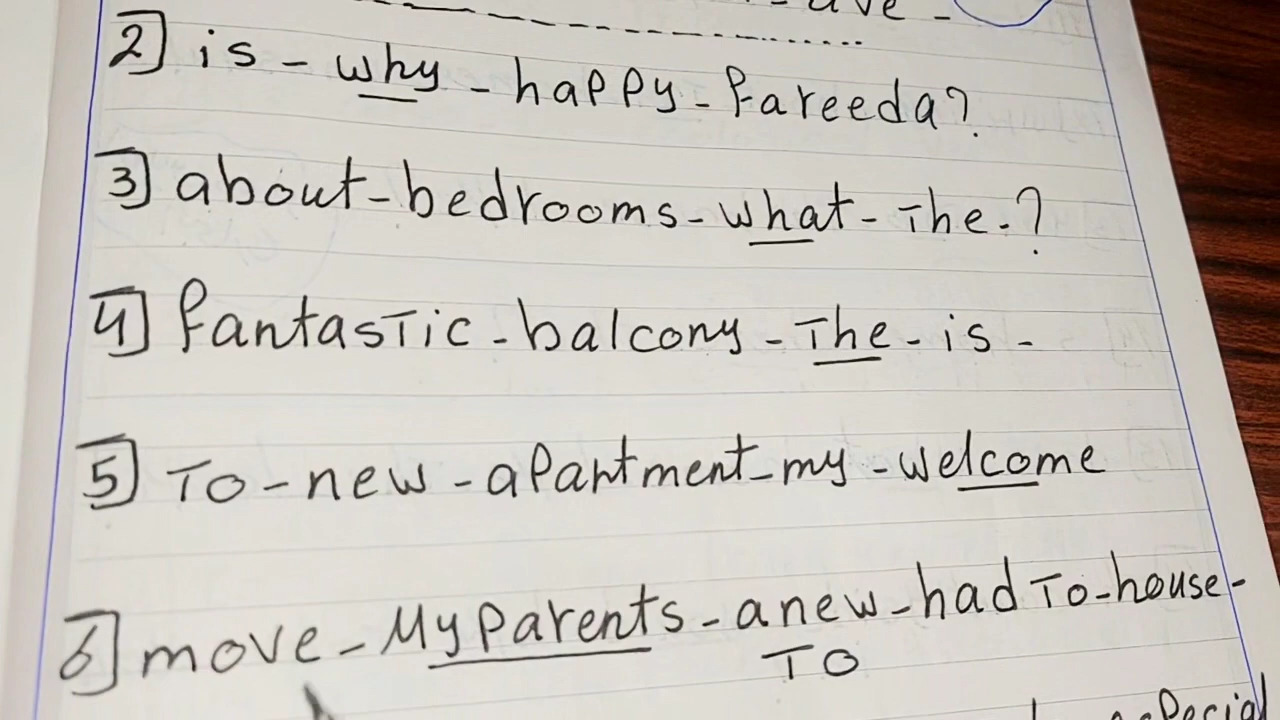 2] is - why - happy - Fareeda?
3] about - bedrooms - what - The - ?
4] fantasTic - balcony - The - is -
5] To - new - apartment - my - welcome
6] move - My parents - a new - had To - house -
TO